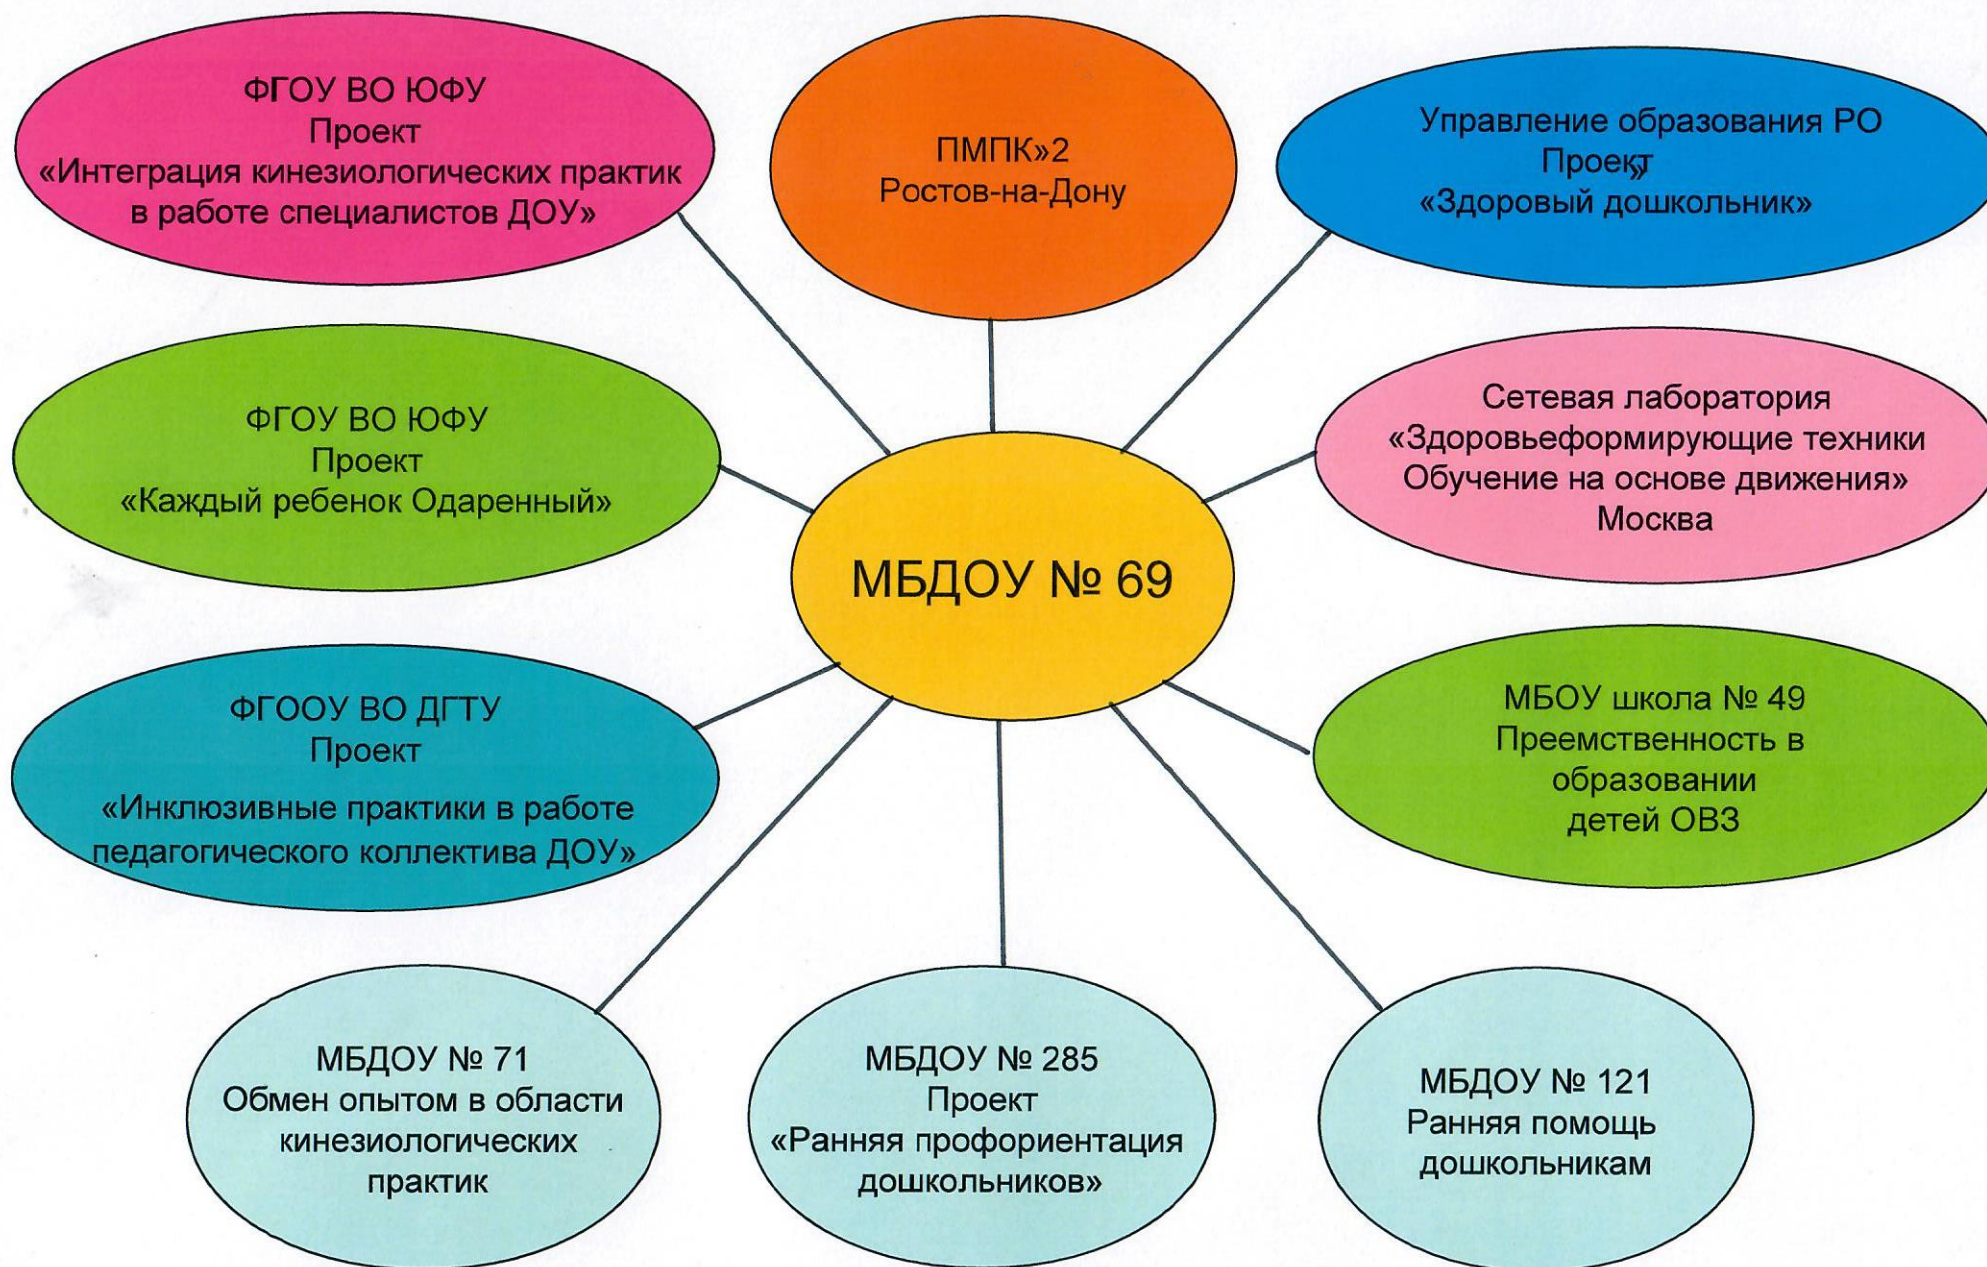 ФГОУ ВО ЮФУ
Проект
«Интеграция кинезиологических практик
в работе специалистов ДОУ»
ПМПК»2
Ростов-на-Дону
Управление образования РО
Проект
»
«Здоровый дошкольник»
ФГОУ ВО ЮФУ
Проект
«Каждый ребенок Одаренный»
Сетевая лаборатория
«Здоровьеформирующие техники
Обучение на основе движения»
Москва
МБДОУ № 69
ФГООУ ВО ДГТУ
Проект
«Инклюзивные практики в работе
педагогического коллектива ДОУ»
МБОУ школа № 49
Преемственность в
образовании
детей ОВЗ
МБДОУ № 71
Обмен опытом в области
кинезиологических
практик
МБДОУ № 285
Проект
«Ранняя профориентация
дошкольников»
МБДОУ № 121
Ранняя помощь
дошкольникам